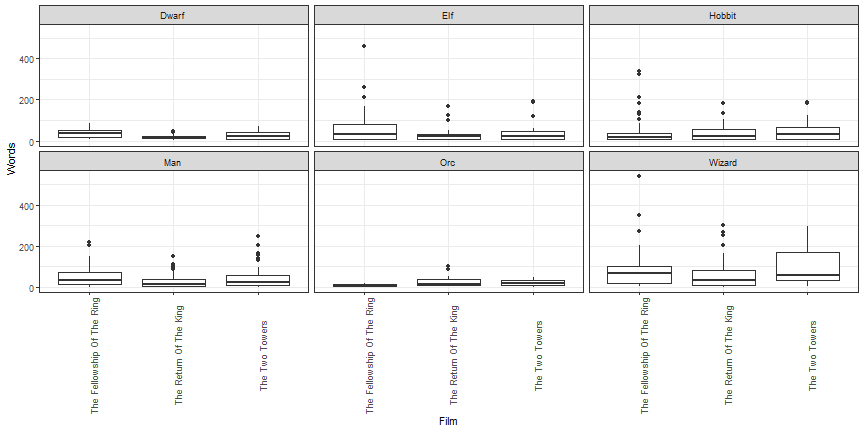 Dwarf
Elf
Hobbit
400
200
0
Words
Man
Orc
Wizard
400
200
0
The Fellowship Of The Ring
The Return Of The King
The Two Towers
The Fellowship Of The Ring
The Return Of The King
The Two Towers
The Fellowship Of The Ring
The Return Of The King
The Two Towers
Film